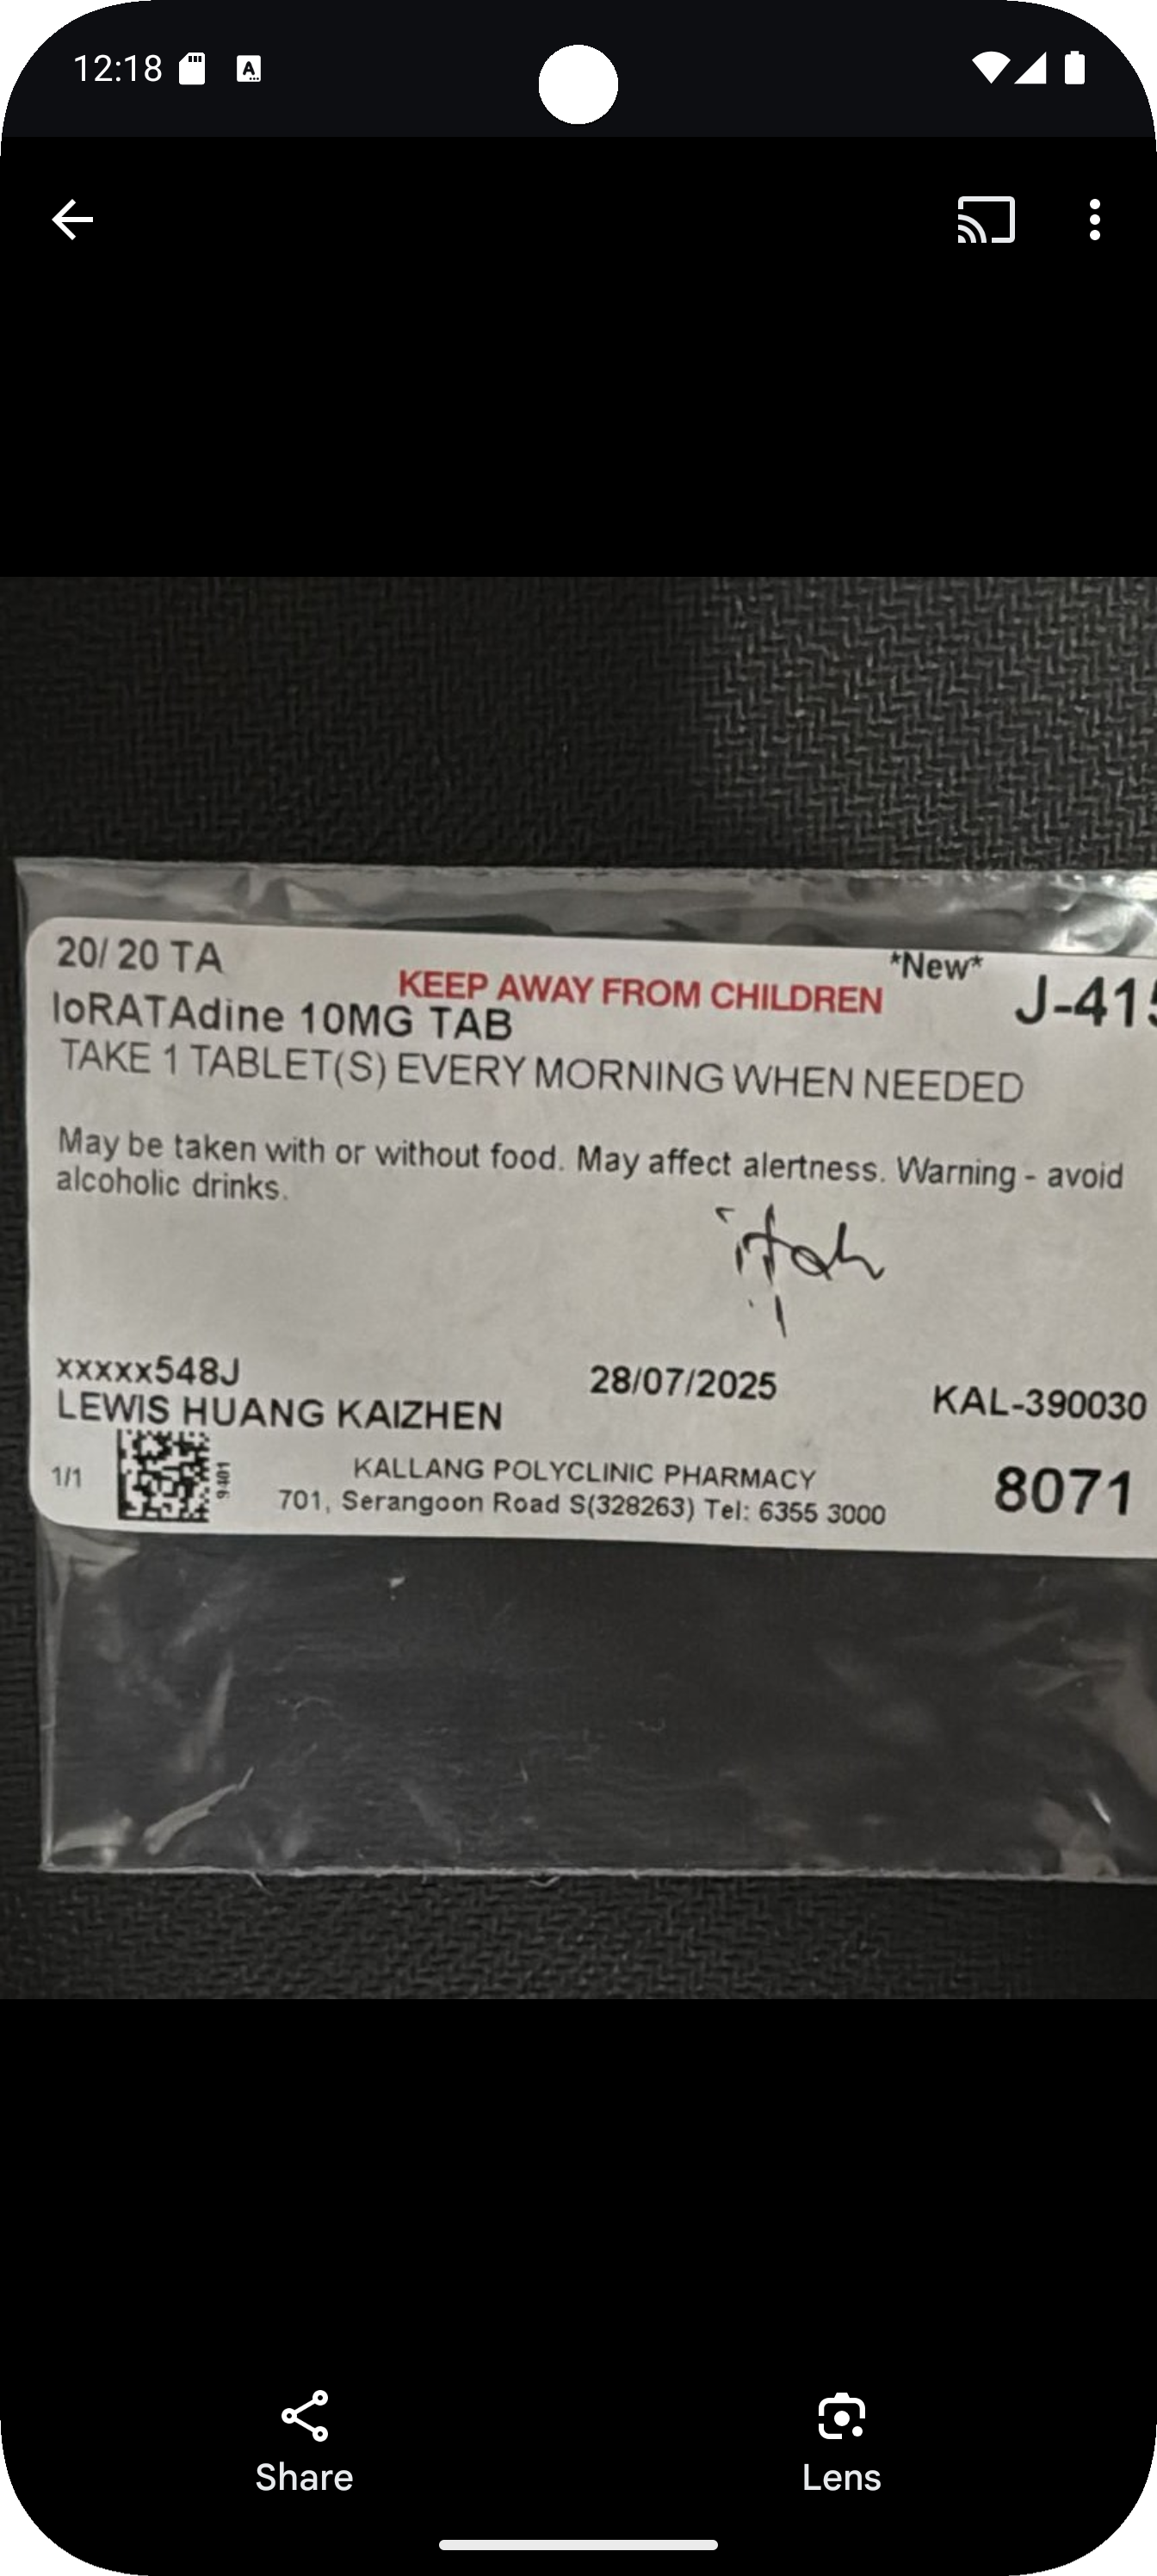 12:18
*New*
20/ 20 TA
KEEP AWAY FROM CHILDREN
J-415
loRATAdine 10MG TAB
TAKE 1 TABLET(S) EVERY MORNING WHEN NEEDED
May be taken with or without food. May affect alertness. Warning - avoid
alcoholic drinks.
itch
xxxxx548J
28/07/2025
KAL-390030
LEWIS HUANG KAIZHEN
1/1
9401
KALLANG POLYCLINIC PHARMACY
701, Serangoon Road S(328263) Tel: 6355 3000
8071
Share
Lens